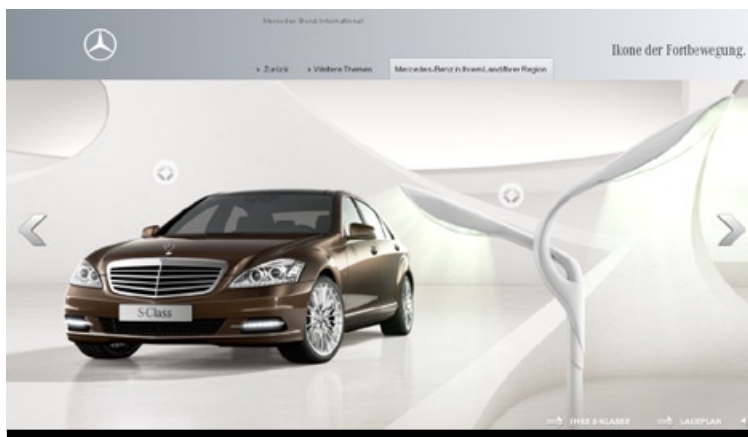 Mercedes-Benz International
Ikone der Fortbewegung.
Zurück
Weitere Themen
Mercedes-Benz in Ihrem Land/Ihrer Region
S-Class
IHRE S-KLASSE
LAGEPLAN